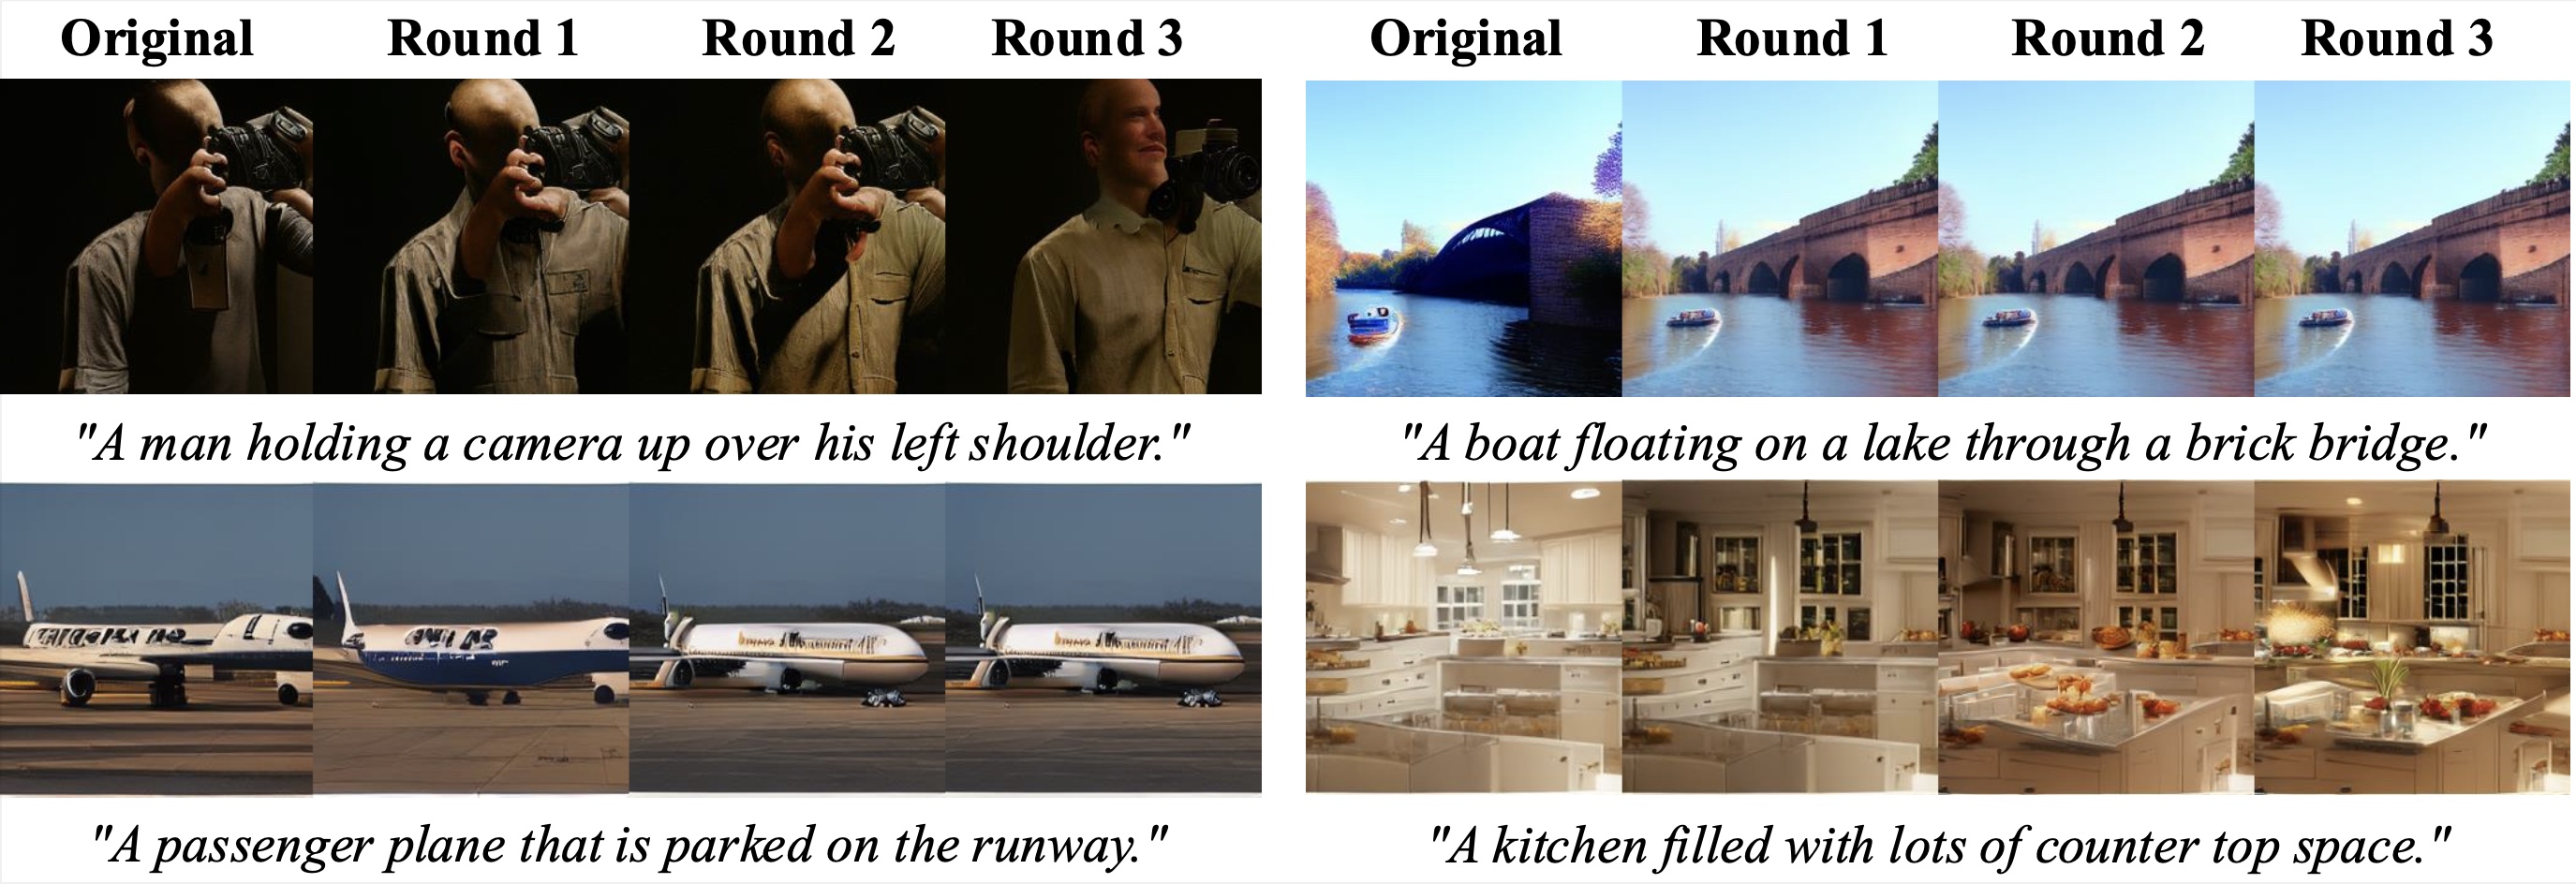 Original Round 1 Round 2 Round 3
Original Round 1 Round 2 Round 3
"A man holding a camera up over his left shoulder."
"A boat floating on a lake through a brick bridge."
"A passenger plane that is parked on the runway."
"A kitchen filled with lots of counter top space."